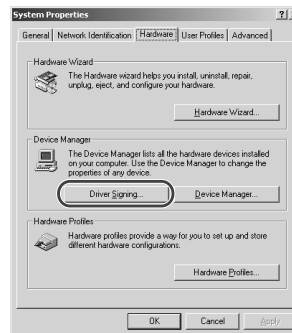 System Properties
General Network Identification Hardware User Profiles Advanced
Hardware Wizard
The Hardware wizard helps you install, uninstall, repair,
unplug, eject, and configure your hardware.
Hardware Wizard...
Device Manager
The Device Manager lists all the hardware devices installed
on your computer. Use the Device Manager to change the
properties of any device.
Driver Signing... Device Manager...
Hardware Profiles
Hardware profiles provide a way for you to set up and store
different hardware configurations.
Hardware Profiles...
OK Cancel Apply